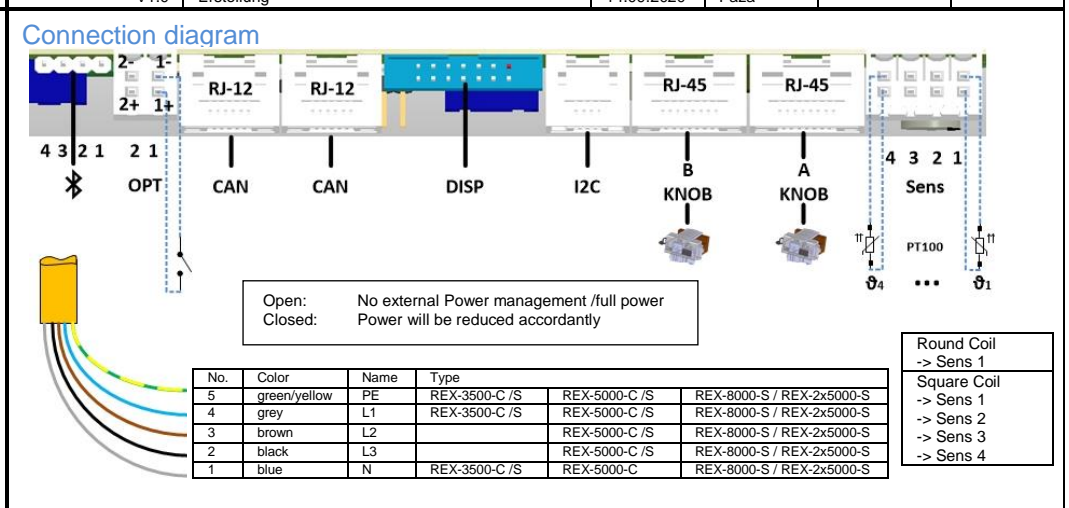 Connection diagram
2- 1-
2+ 1+
RJ-12
RJ-12
RJ-45
RJ-45
4 3 2 1
2 1
OPT
CAN
CAN
DISP
I2C
B
KNOB
A
KNOB
4 3 2 1
Sens
PT100
ϑ4
...
ϑ1
Open: No external Power management /full power
Closed: Power will be reduced accordantly
Round Coil
-> Sens 1
Square Coil
-> Sens 1
-> Sens 2
-> Sens 3
-> Sens 4
No. Color Name Type
5 green/yellow PE REX-3500-C /S REX-5000-C /S REX-8000-S / REX-2x5000-S
4 grey L1 REX-3500-C /S REX-5000-C /S REX-8000-S / REX-2x5000-S
3 brown L2 REX-5000-C /S REX-8000-S / REX-2x5000-S
2 black L3 REX-5000-C /S REX-8000-S / REX-2x5000-S
1 blue N REX-3500-C /S REX-5000-C REX-8000-S / REX-2x5000-S